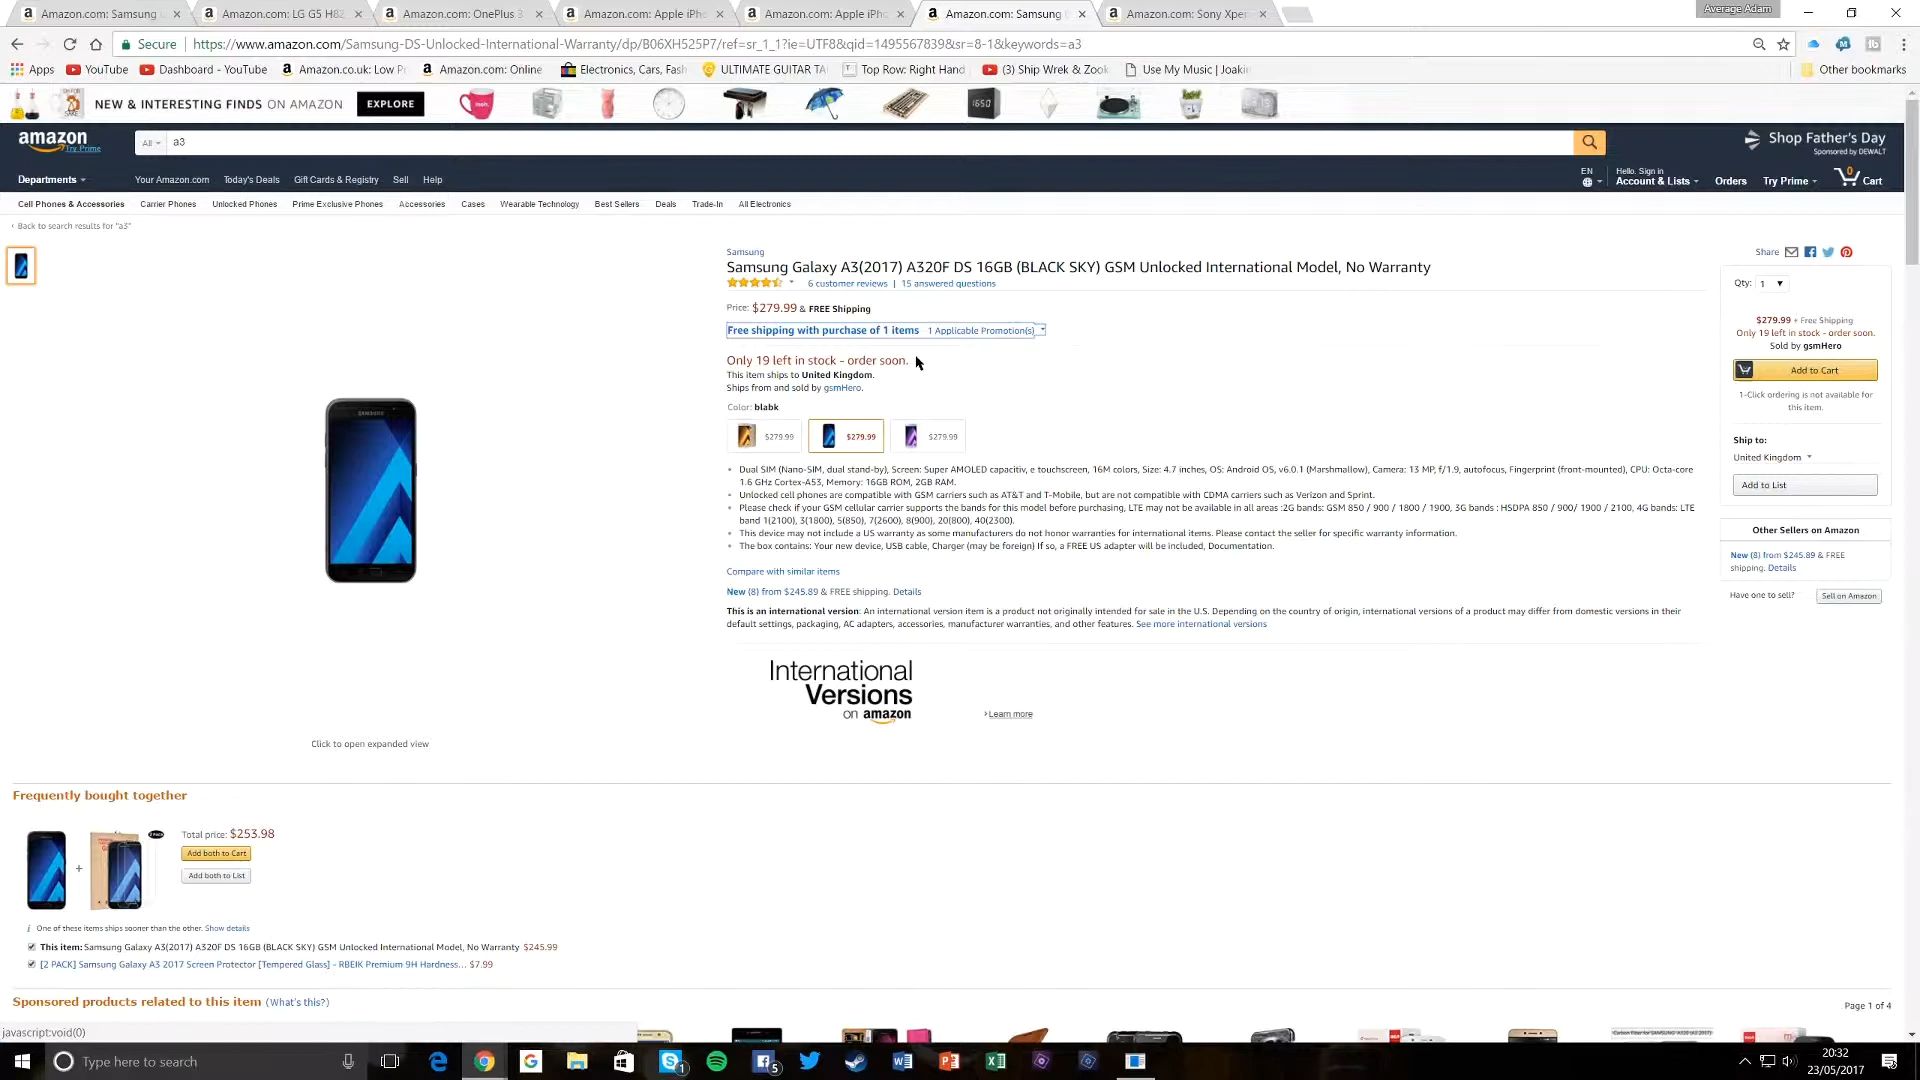 Amazon.com: Samsung
Amazon.com: LG G5 H82
Amazon.com: OnePlus 3
Amazon.com: Apple iPh
Amazon.com: Apple iPh
Amazon.com: Samsung
Amazon.com: Sony Xper
Average Adam
Secure
https://www.amazon.com/Samsung-DS-Unlocked-International-Warranty/dp/B06XH525P7/ref=sr_1_1?ie=UTF8&qid=1495567839&sr=8-1&keywords=a3
Apps
YouTube
Dashboard - YouTube
Amazon.co.uk: Low Pr
Amazon.com: Online
Electronics, Cars, Fash
ULTIMATE GUITAR TA
Top Row: Right Hand
(3) Ship Wrek & Zook
Use My Music | Joaki
Other bookmarks
NEW & INTERESTING FINDS ON AMAZON
EXPLORE
amazon
Try Prime
All
a3
Shop Father's Day
Sponsored by DEWALT
Departments
Your Amazon.com
Today's Deals
Gift Cards & Registry
Sell
Help
EN
Hello. Sign in
Account & Lists
Orders
Try Prime
0
Cart
Cell Phones & Accessories
Carrier Phones
Unlocked Phones
Prime Exclusive Phones
Accessories
Cases
Wearable Technology
Best Sellers
Deals
Trade-In
All Electronics
‹ Back to search results for "a3"
Samsung
Samsung Galaxy A3(2017) A320F DS 16GB (BLACK SKY) GSM Unlocked International Model, No Warranty
6 customer reviews | 15 answered questions
Price: $279.99 & FREE Shipping
Free shipping with purchase of 1 items 1 Applicable Promotion(s)
Only 19 left in stock - order soon.
This item ships to United Kingdom.
Ships from and sold by gsmHero.
Color: blabk
$279.99
$279.99
$279.99
Dual SIM (Nano-SIM, dual stand-by), Screen: Super AMOLED capacitiv, e touchscreen, 16M colors, Size: 4.7 inches, OS: Android OS, v6.0.1 (Marshmallow), Camera: 13 MP, f/1.9, autofocus, Fingerprint (front-mounted), CPU: Octa-core
1.6 GHz Cortex-A53, Memory: 16GB ROM, 2GB RAM.
Unlocked cell phones are compatible with GSM carriers such as AT&T and T-Mobile, but are not compatible with CDMA carriers such as Verizon and Sprint.
Please check if your GSM cellular carrier supports the bands for this model before purchasing, LTE may not be available in all areas :2G bands: GSM 850 / 900 / 1800 / 1900, 3G bands : HSDPA 850 / 900/ 1900 / 2100, 4G bands: LTE
band 1(2100), 3(1800), 5(850), 7(2600), 8(900), 20(800), 40(2300).
This device may not include a US warranty as some manufacturers do not honor warranties for international items. Please contact the seller for specific warranty information.
The box contains: Your new device, USB cable, Charger (may be foreign) If so, a FREE US adapter will be included, Documentation.
Compare with similar items
New (8) from $245.89 & FREE shipping. Details
This is an international version: An international version item is a product not originally intended for sale in the U.S. Depending on the country of origin, international versions of a product may differ from domestic versions in their
default settings, packaging, AC adapters, accessories, manufacturer warranties, and other features. See more international versions
International
Versions
on amazon
› Learn more
Share
Qty: 1
$279.99 + Free Shipping
Only 19 left in stock - order soon.
Sold by gsmHero
Add to Cart
1-Click ordering is not available for
this item.
Ship to:
United Kingdom
Add to List
Other Sellers on Amazon
New (8) from $245.89 & FREE
shipping. Details
Have one to sell?
Sell on Amazon
SAMSUNG
Click to open expanded view
Frequently bought together
+
Total price: $253.98
Add both to Cart
Add both to List
i One of these items ships sooner than the other. Show details
This item: Samsung Galaxy A3(2017) A320F DS 16GB (BLACK SKY) GSM Unlocked International Model, No Warranty $245.99
[2 PACK] Samsung Galaxy A3 2017 Screen Protector [Tempered Glass] - RBEIK Premium 9H Hardness… $7.99
Sponsored products related to this item (What's this?)
Page 1 of 4
javascript:void(0)
Type here to search
1
5
20:32
23/05/2017